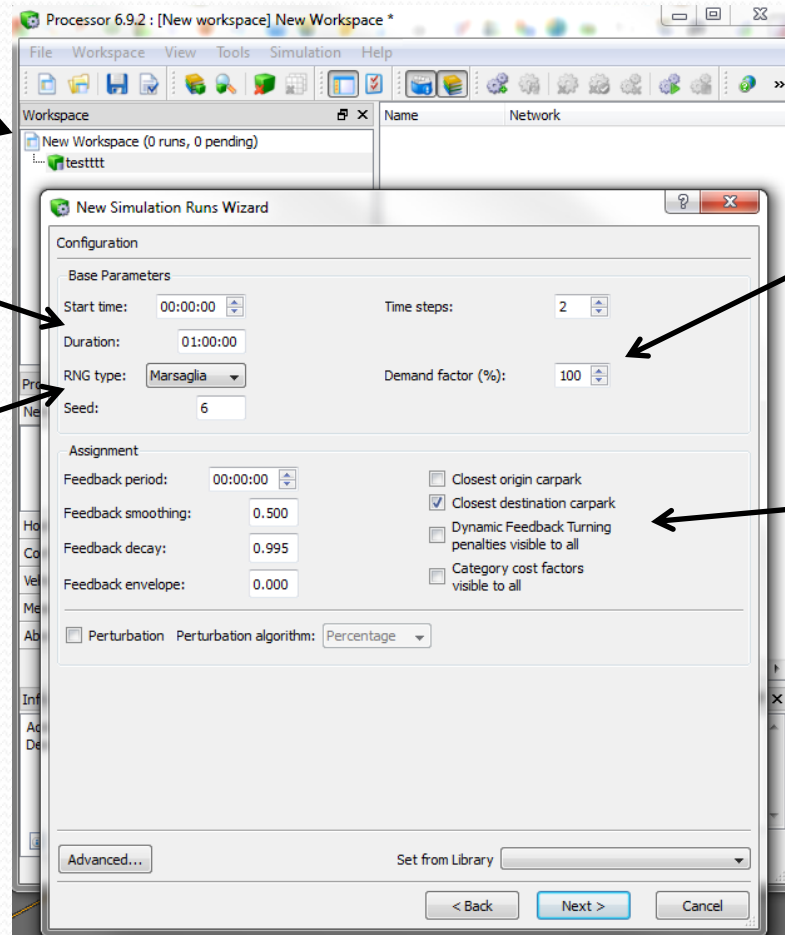 Processor 6.9.2 : [New workspace] New Workspace *
File Workspace View Tools Simulation Help
Workspace
Name Network
New Workspace (0 runs, 0 pending)
testttt
New Simulation Runs Wizard
Configuration
Base Parameters
Start time: 00:00:00 Time steps: 2
Duration: 01:00:00
RNG type: Marsaglia Demand factor (%): 100
Seed: 6
Assignment
Feedback period: 00:00:00 Closest origin carpark
Feedback smoothing: 0.500 Closest destination carpark
Dynamic Feedback Turning
penalties visible to all
Feedback decay: 0.995
Category cost factors
visible to all
Feedback envelope: 0.000
Perturbation Perturbation algorithm: Percentage
Advanced... Set from Library
< Back Next > Cancel